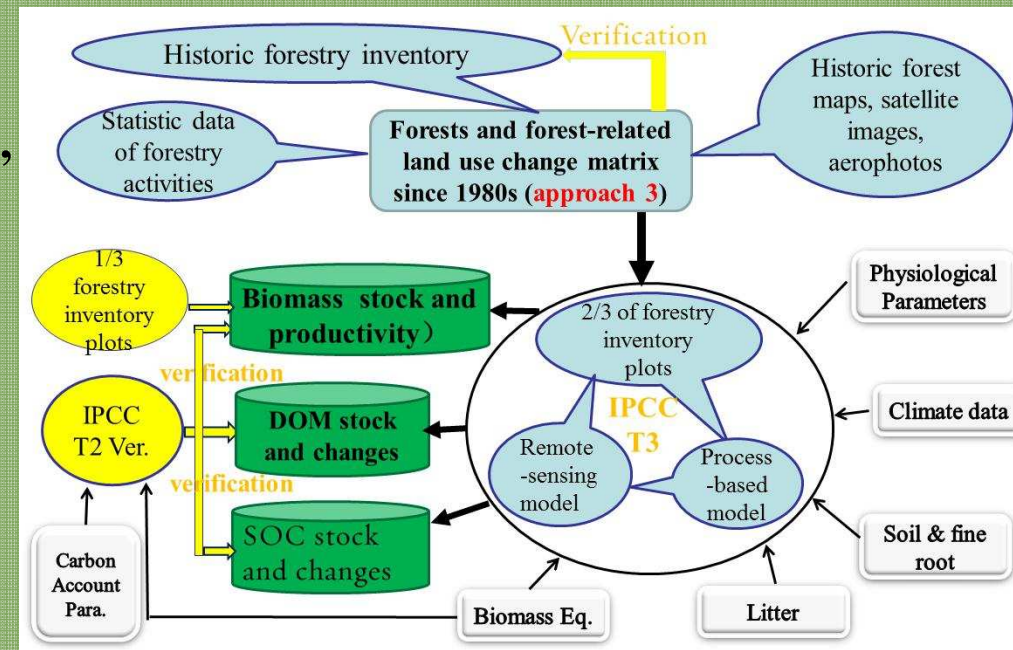 Verification
Historic forestry inventory
Historic forest
maps, satellite
images,
aerophotos
Statistic data
of forestry
activities
,
Forests and forest-related
land use change matrix
since 1980s (approach 3)
1/3
forestry
inventory
plots
Biomass stock and
productivity）
2/3 of forestry
inventory
plots
Physiological
Parameters
verification
IPCC
T2 Ver.
DOM stock
and changes
IPCC
T3
Climate data
Remote
-sensing
model
Process
-based
model
verification
SOC stock
and changes
Soil & fine
root
Carbon
Account
Para.
Biomass Eq.
Litter